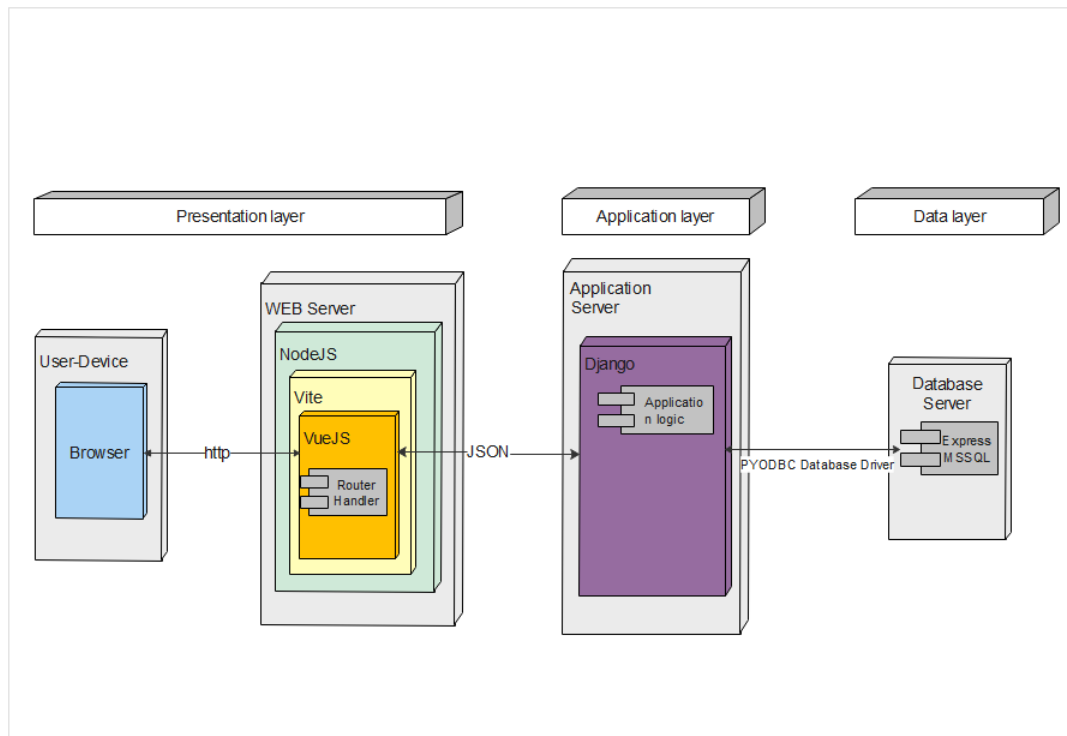 Presentation layer
Application layer
Data layer
User-Device
Browser
http
WEB Server
NodeJS
Vite
VueJS
Router
Handler
JSON
Application
Server
Django
Applicatio
n logic
PYODBC Database Driver
Database
Server
Express
MSSQL